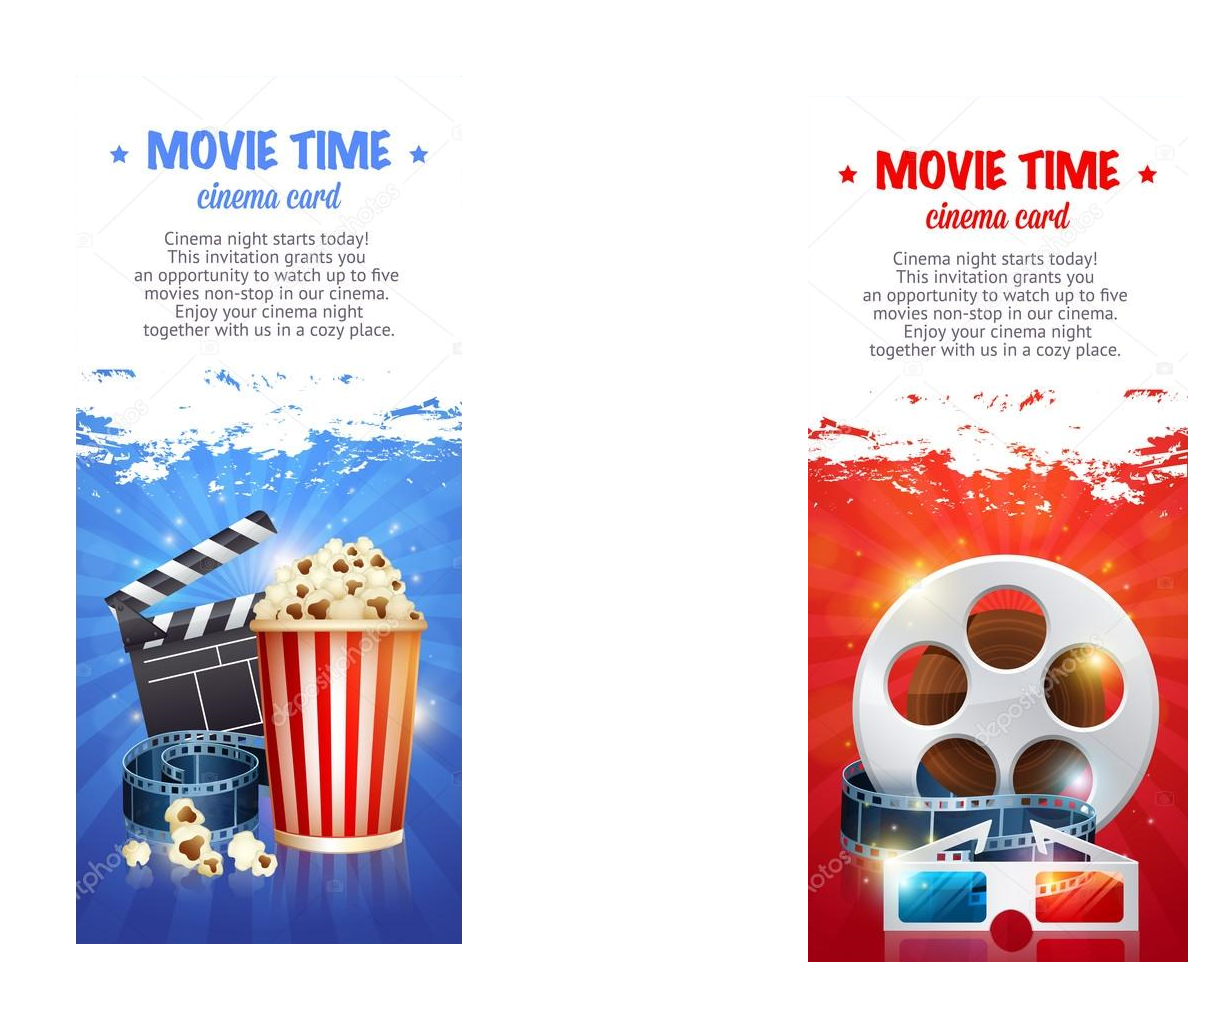 MOVIE TIME
cinema card
Cinema night starts today!
This invitation grants you
an opportunity to watch up to five
movies non-stop in our cinema.
Enjoy your cinema night
together with us in a cozy place.
depositphotos
MOVIE TIME
cinema card
Cinema night starts today!
This invitation grants you
an opportunity to watch up to five
movies non-stop in our cinema.
Enjoy your cinema night
together with us in a cozy place.
depositphotos